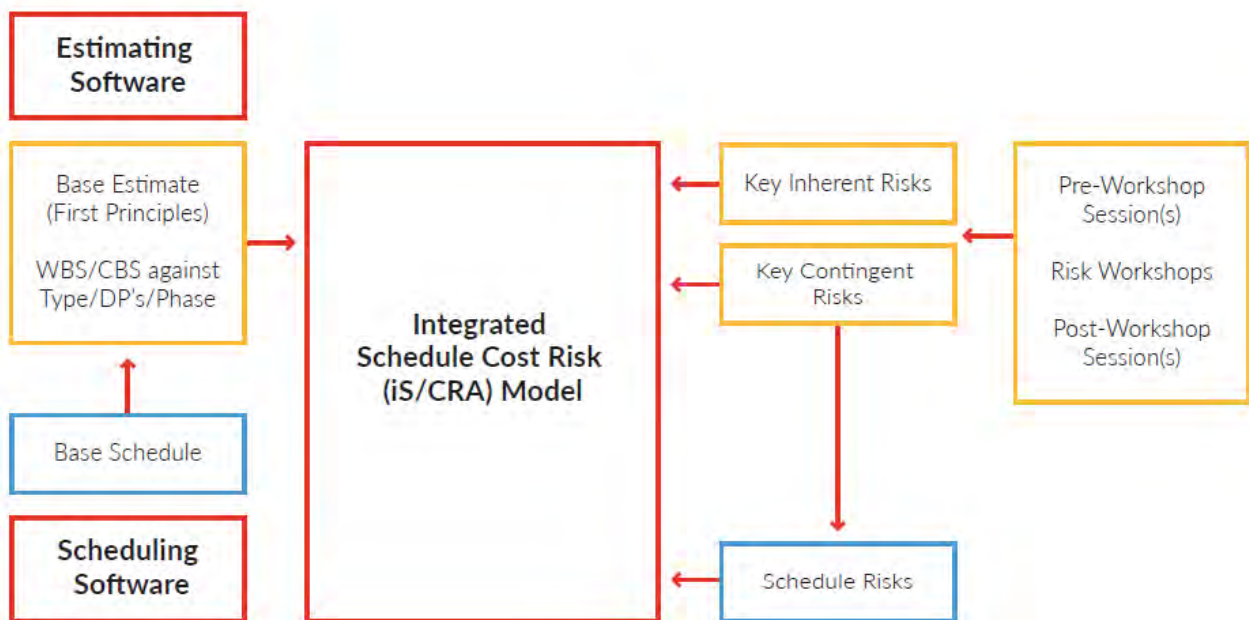 Estimating
Software
Base Estimate
(First Principles)
WBS/CBS against
Type/DP's/Phase
Base Schedule
Scheduling
Software
Integrated
Schedule Cost Risk
(iS/CRA) Model
Key Inherent Risks
Key Contingent
Risks
Schedule Risks
Pre-Workshop
Session(s)
Risk Workshops
Post-Workshop
Session(s)